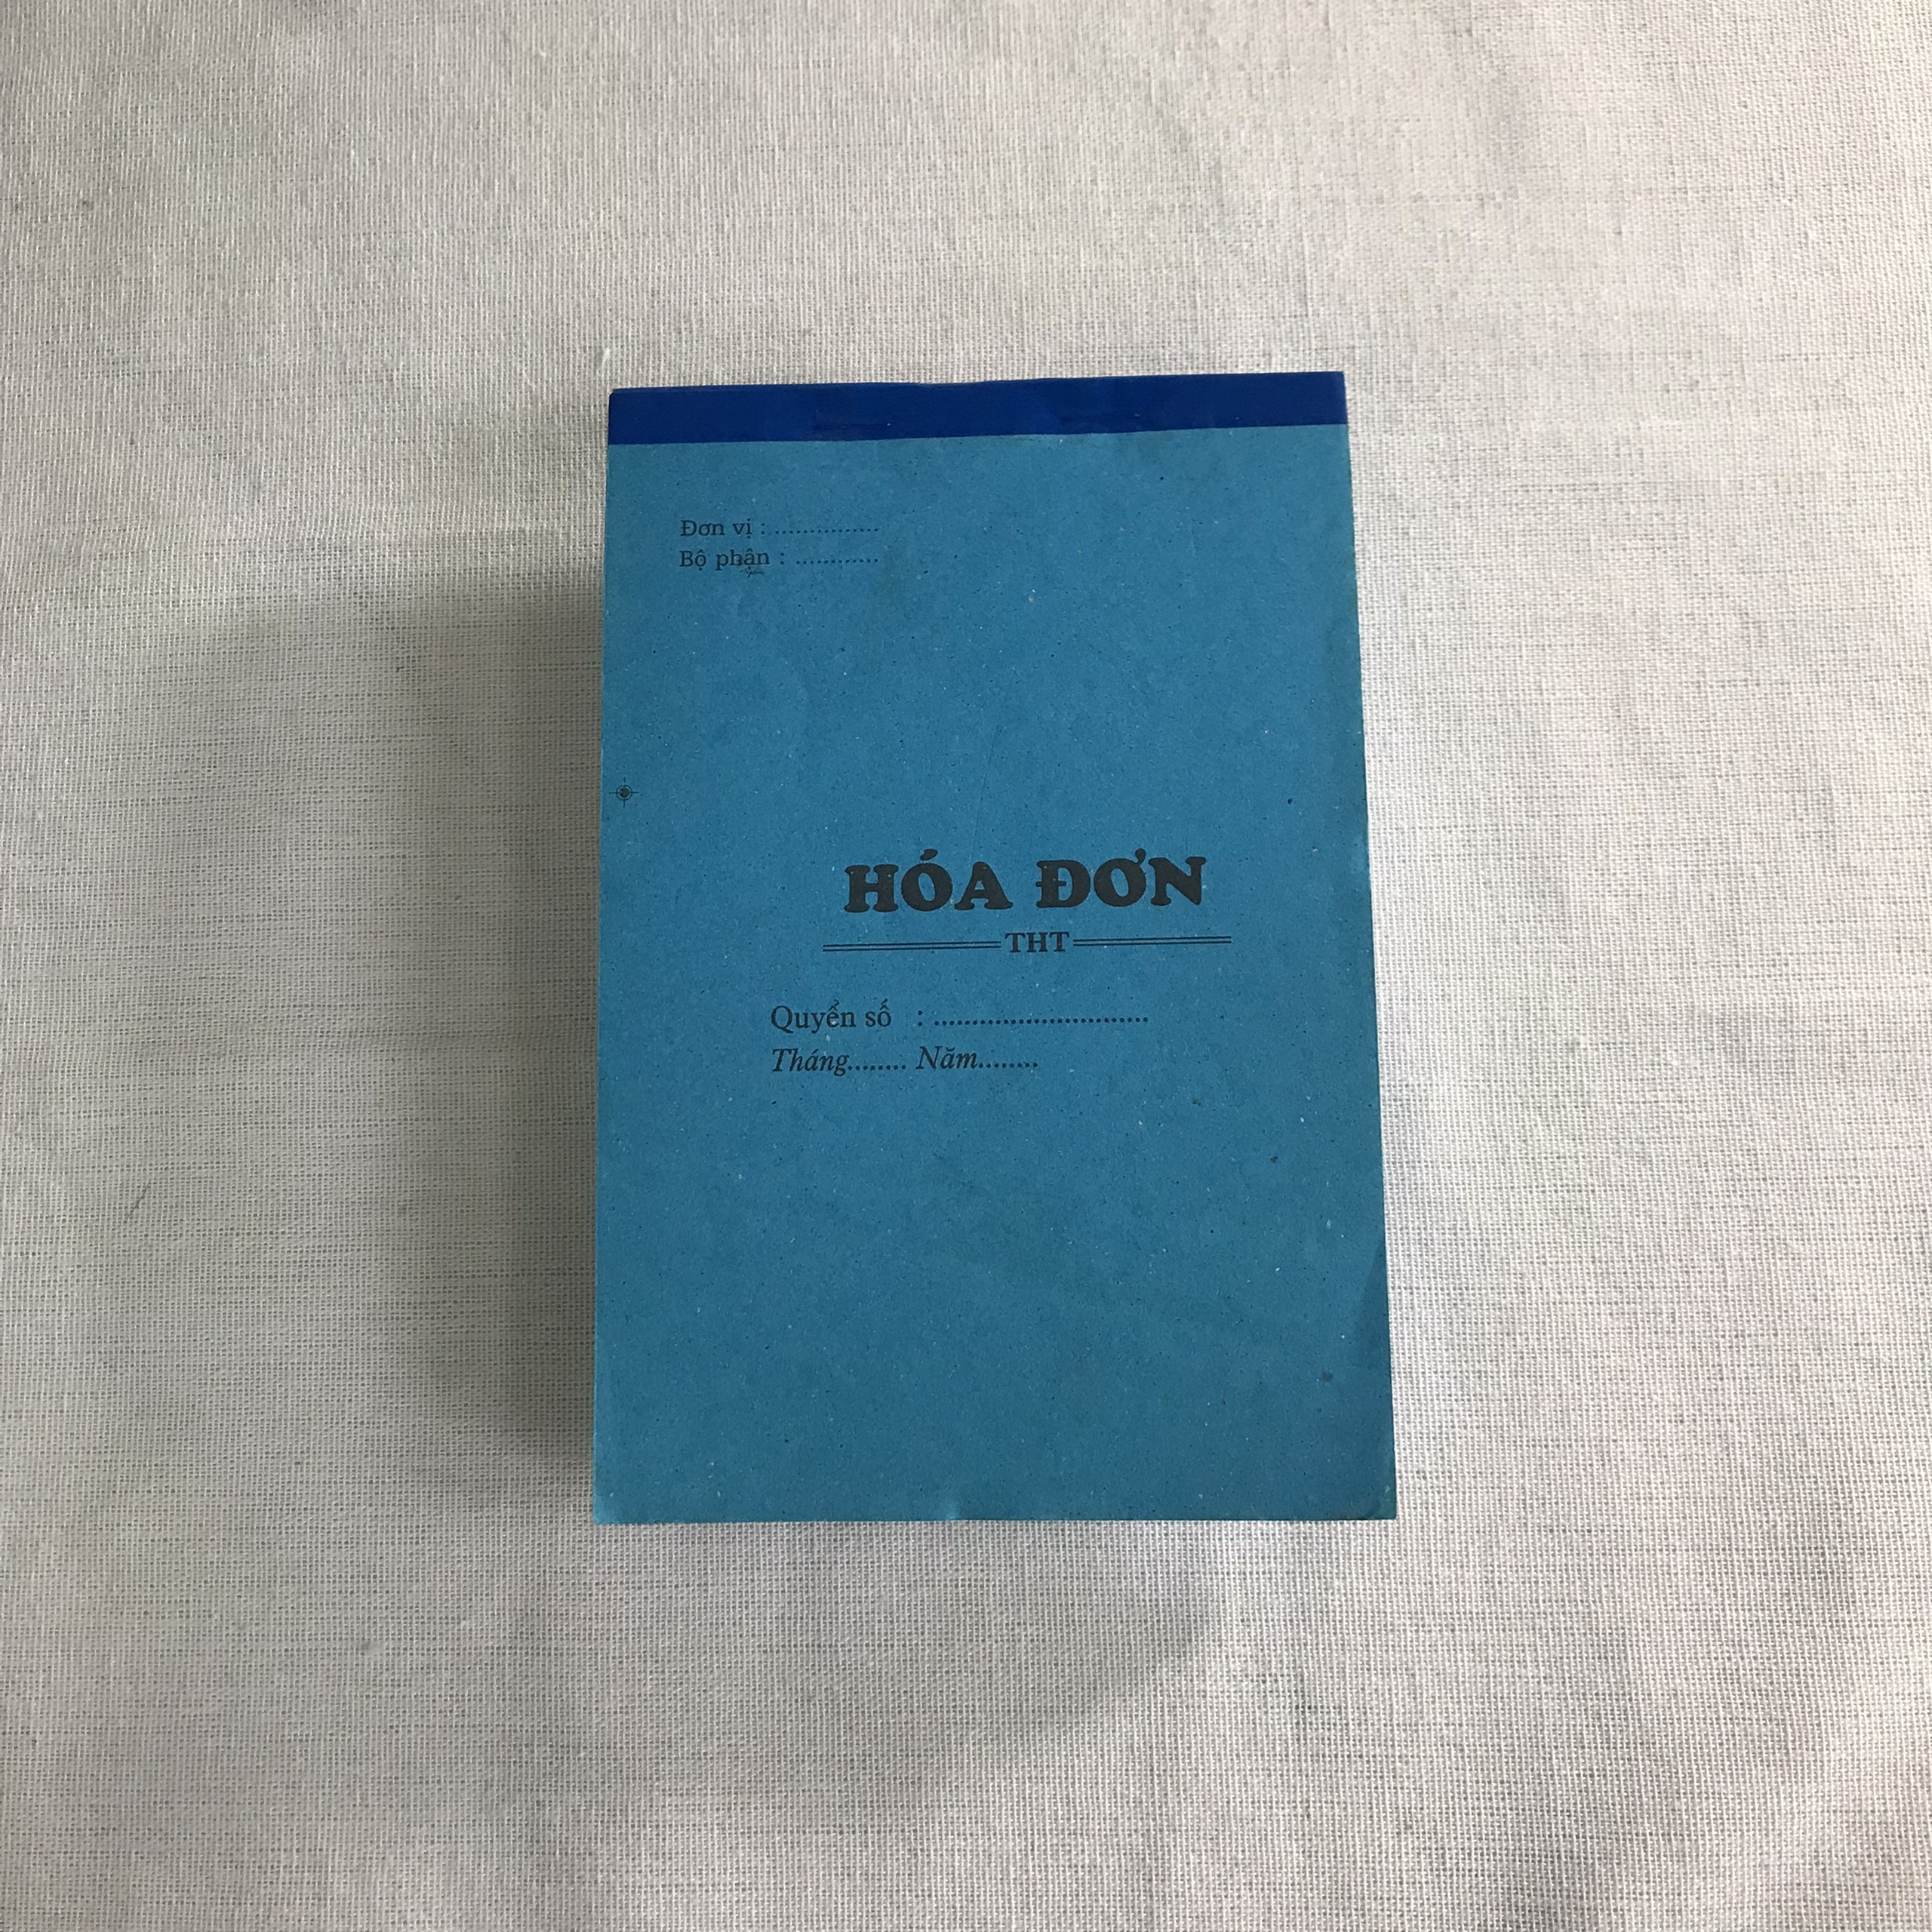 Đơn vị : ...............
Bộ phận : ............
HÓA ĐƠN
THT
Quyển số : ............................
Tháng........ Năm........